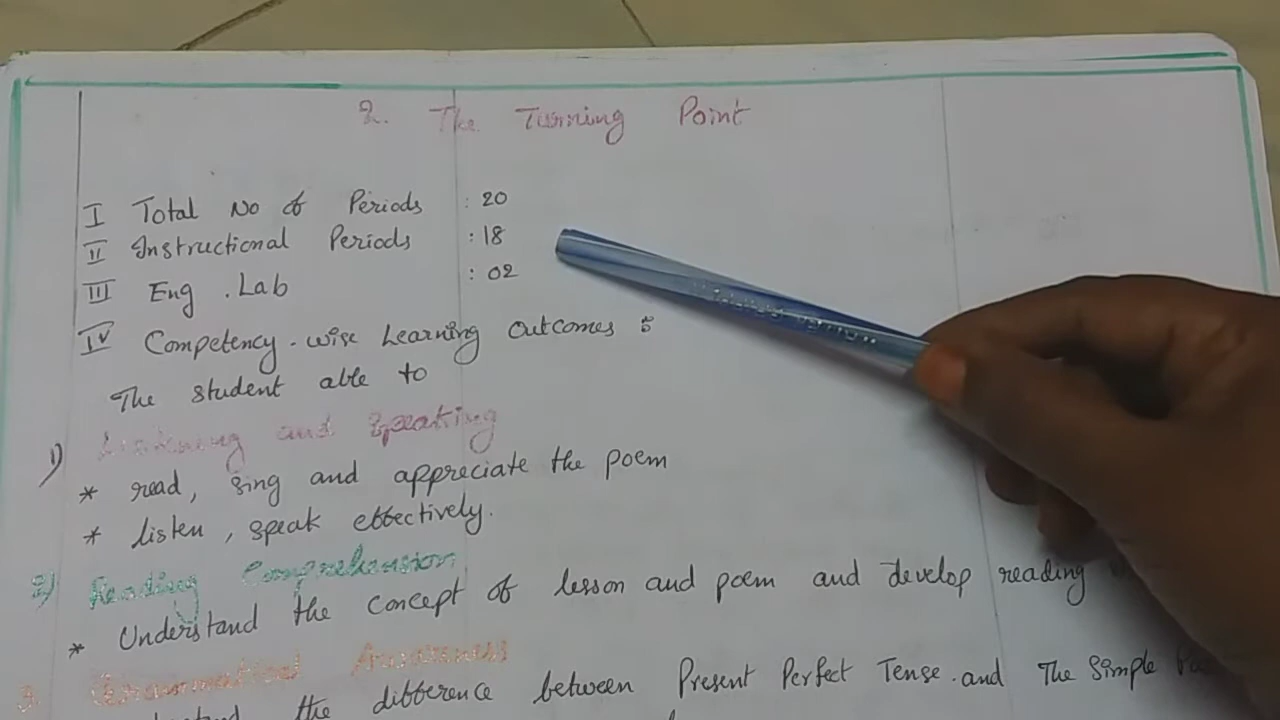 2. The Turning Point
I Total No of Periods : 20
II Instructional Periods : 18
III Eng . Lab : 02
IV Competency - wise Learning Outcomes :
The student able to
1) Listening and Speaking
* read, sing and appreciate the poem
* listen, speak effectively.
2) Reading Comprehension
* Understand the concept of lesson and poem and develop reading
3. Grammatical Awareness
the difference between Present Perfect Tense. and The Simple